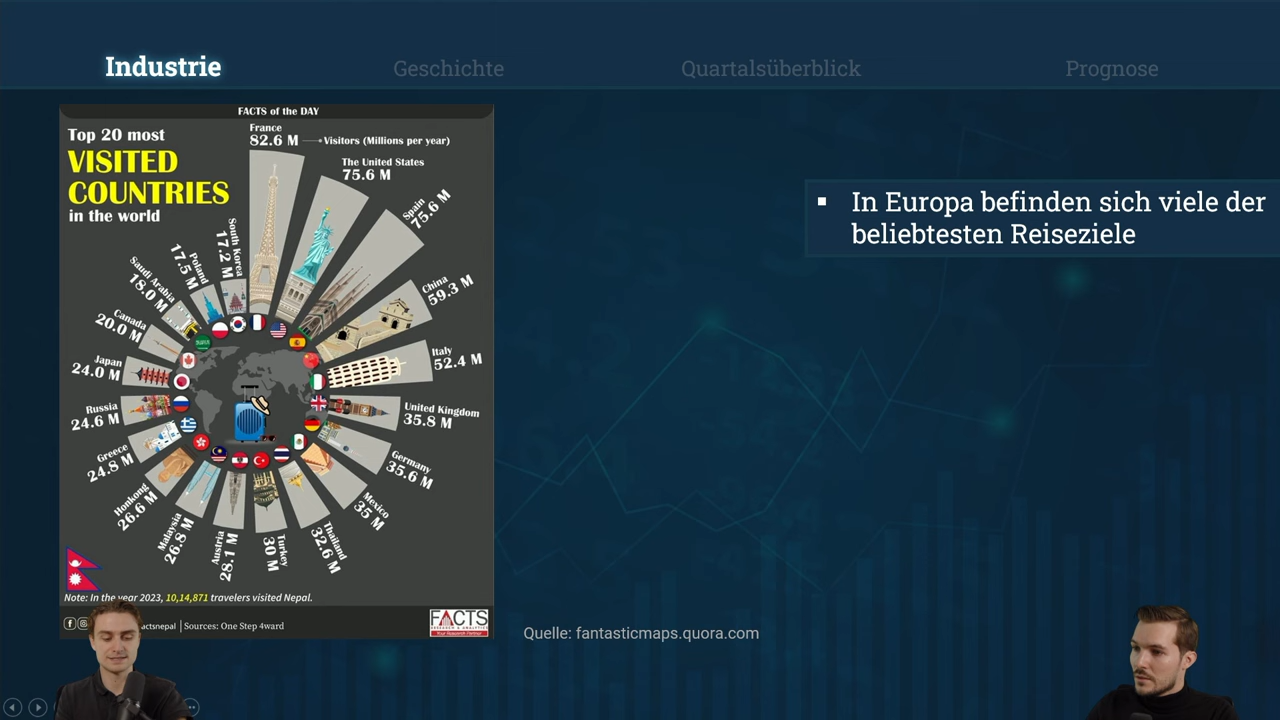 Industrie
Geschichte
Quartalsüberblick
Prognose
FACTS of the DAY
Top 20 most
VISITED
COUNTRIES
in the world
France
82.6 M
Visitors (Millions per year)
The United States
75.6 M
Spain
75.6 M
China
59.3 M
Italy
52.4 M
United Kingdom
35.8 M
Germany
35.6 M
Mexico
35 M
Thailand
32.6 M
Turkey
30 M
Austria
28.1 M
Malaysia
26.8 M
Honkong
26.6 M
Greece
24.8 M
Russia
24.6 M
Japan
24.0 M
Canada
20.0 M
Saudi Arabia
18.0 M
Poland
17.5 M
South Korea
17.2 M
Note: In the year 2023, 10,14,871 travelers visited Nepal.
actsnepal | Sources: One Step 4ward
FACTS
Your Research Partner
▪ In Europa befinden sich viele der
beliebtesten Reiseziele
Quelle: fantasticmaps.quora.com